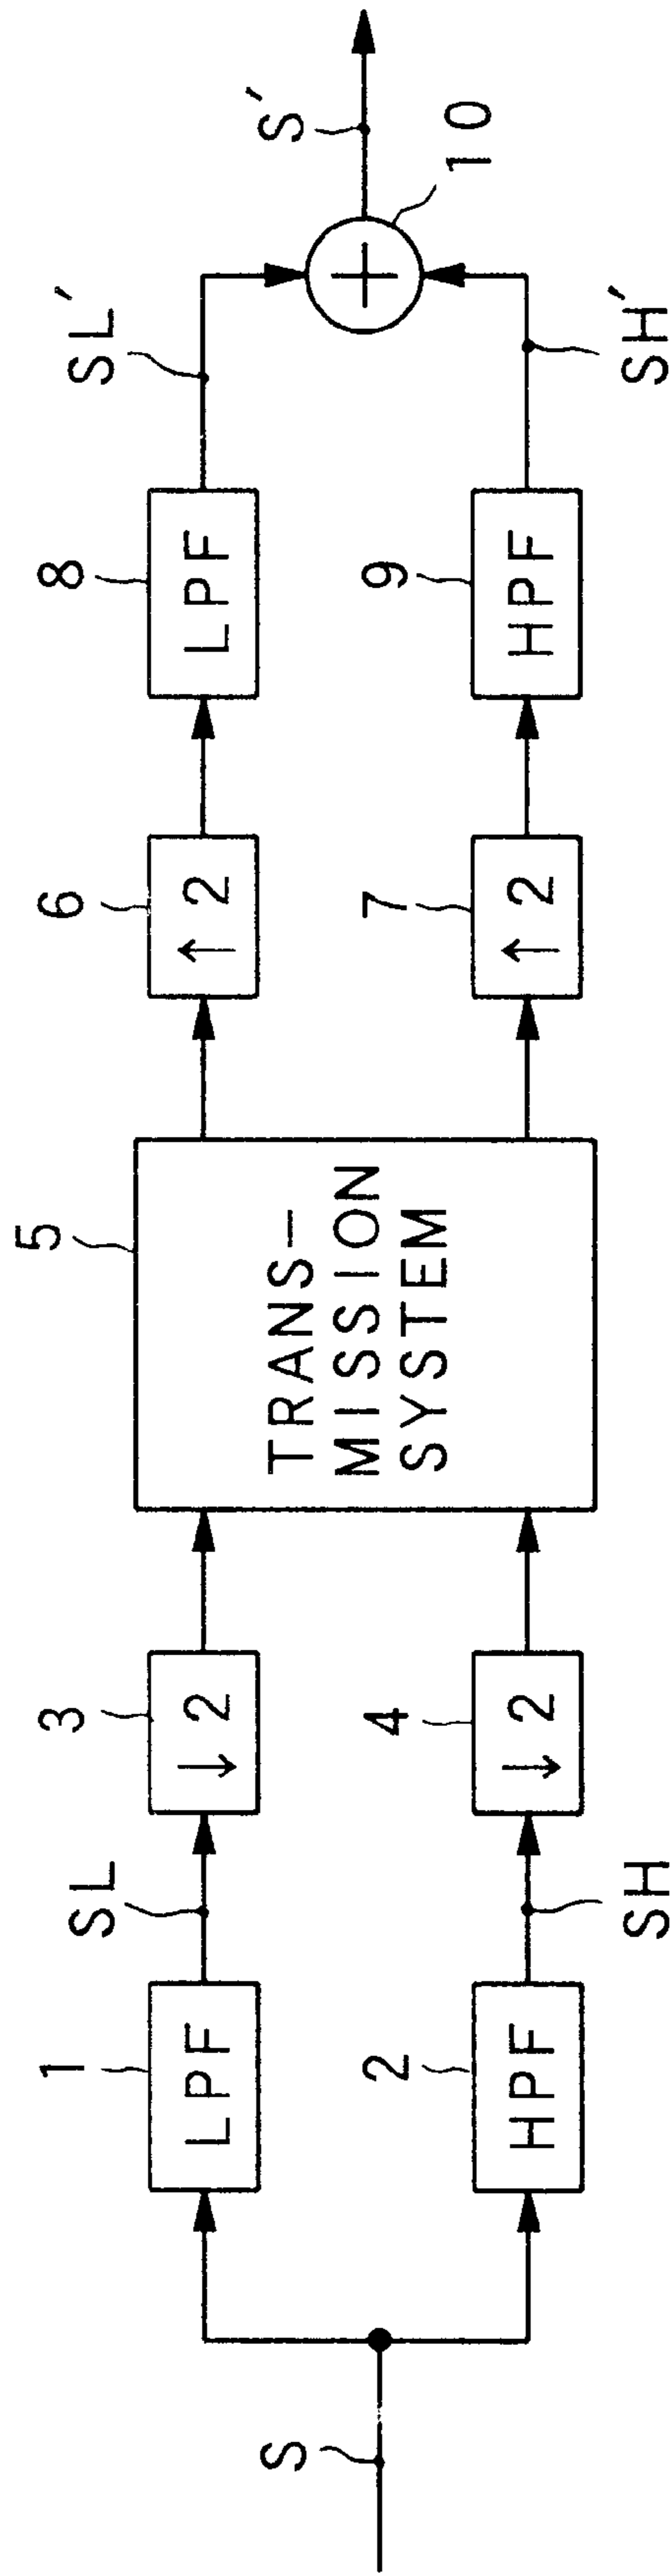 S
1
LPF
SL
3
↓2
2
HPF
SH
4
↓2
5
TRANS-
MISSION
SYSTEM
6
↑2
8
LPF
SL'
7
↑2
9
HPF
SH'
10
+
S'